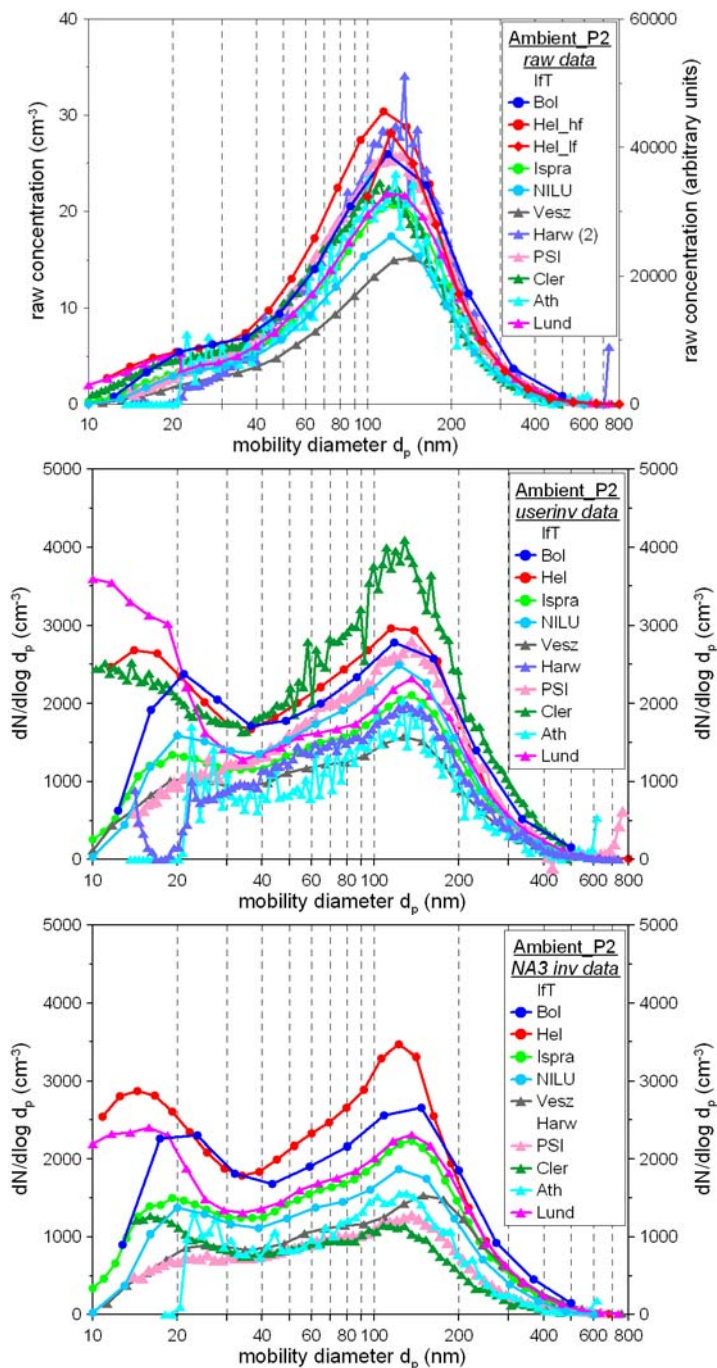 40
30
20
10
0
raw concentration (cm⁻³)
60000
40000
20000
0
raw concentration (arbitrary units)
Ambient_P2
raw data
IfT
Bol
Hel_hf
Hel_lf
Ispra
NILU
Vesz
Harw (2)
PSI
Cler
Ath
Lund
10 20 40 60 80 100 200 400 600 800
mobility diameter dₚ (nm)
5000
4000
3000
2000
1000
0
dN/dlog dₚ (cm⁻³)
5000
4000
3000
2000
1000
0
dN/dlog dₚ (cm⁻³)
Ambient_P2
userinv data
IfT
Bol
Hel
Ispra
NILU
Vesz
Harw
PSI
Cler
Ath
Lund
10 20 40 60 80 100 200 400 600 800
mobility diameter dₚ (nm)
5000
4000
3000
2000
1000
0
dN/dlog dₚ (cm⁻³)
5000
4000
3000
2000
1000
0
dN/dlog dₚ (cm⁻³)
Ambient_P2
NA3 inv data
IfT
Bol
Hel
Ispra
NILU
Vesz
Harw
PSI
Cler
Ath
Lund
10 20 40 60 80 100 200 400 600 800
mobility diameter dₚ (nm)